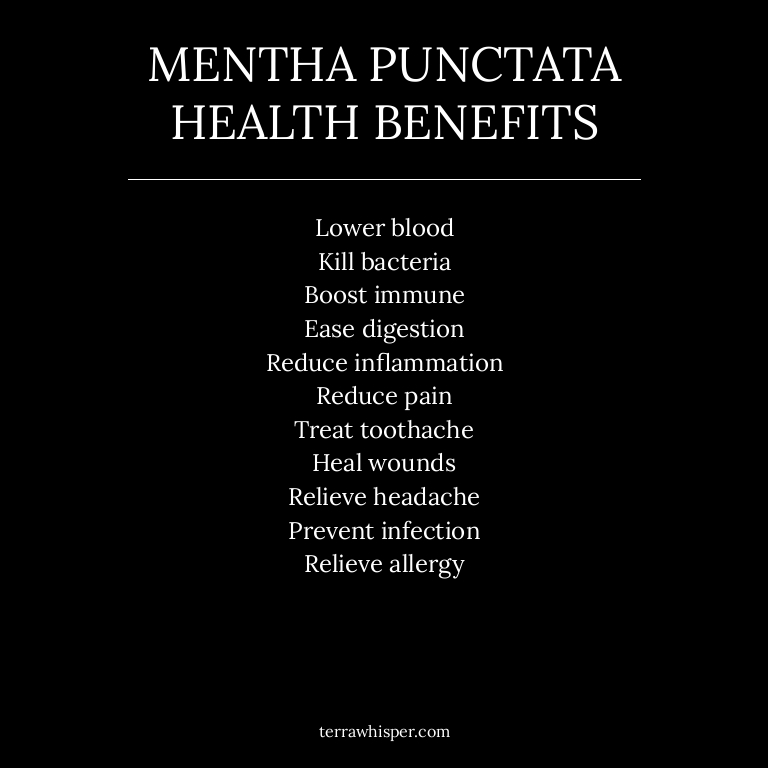 MENTHA PUNCTATA
HEALTH BENEFITS
Lower blood
Kill bacteria
Boost immune
Ease digestion
Reduce inflammation
Reduce pain
Treat toothache
Heal wounds
Relieve headache
Prevent infection
Relieve allergy
terrawhisper.com